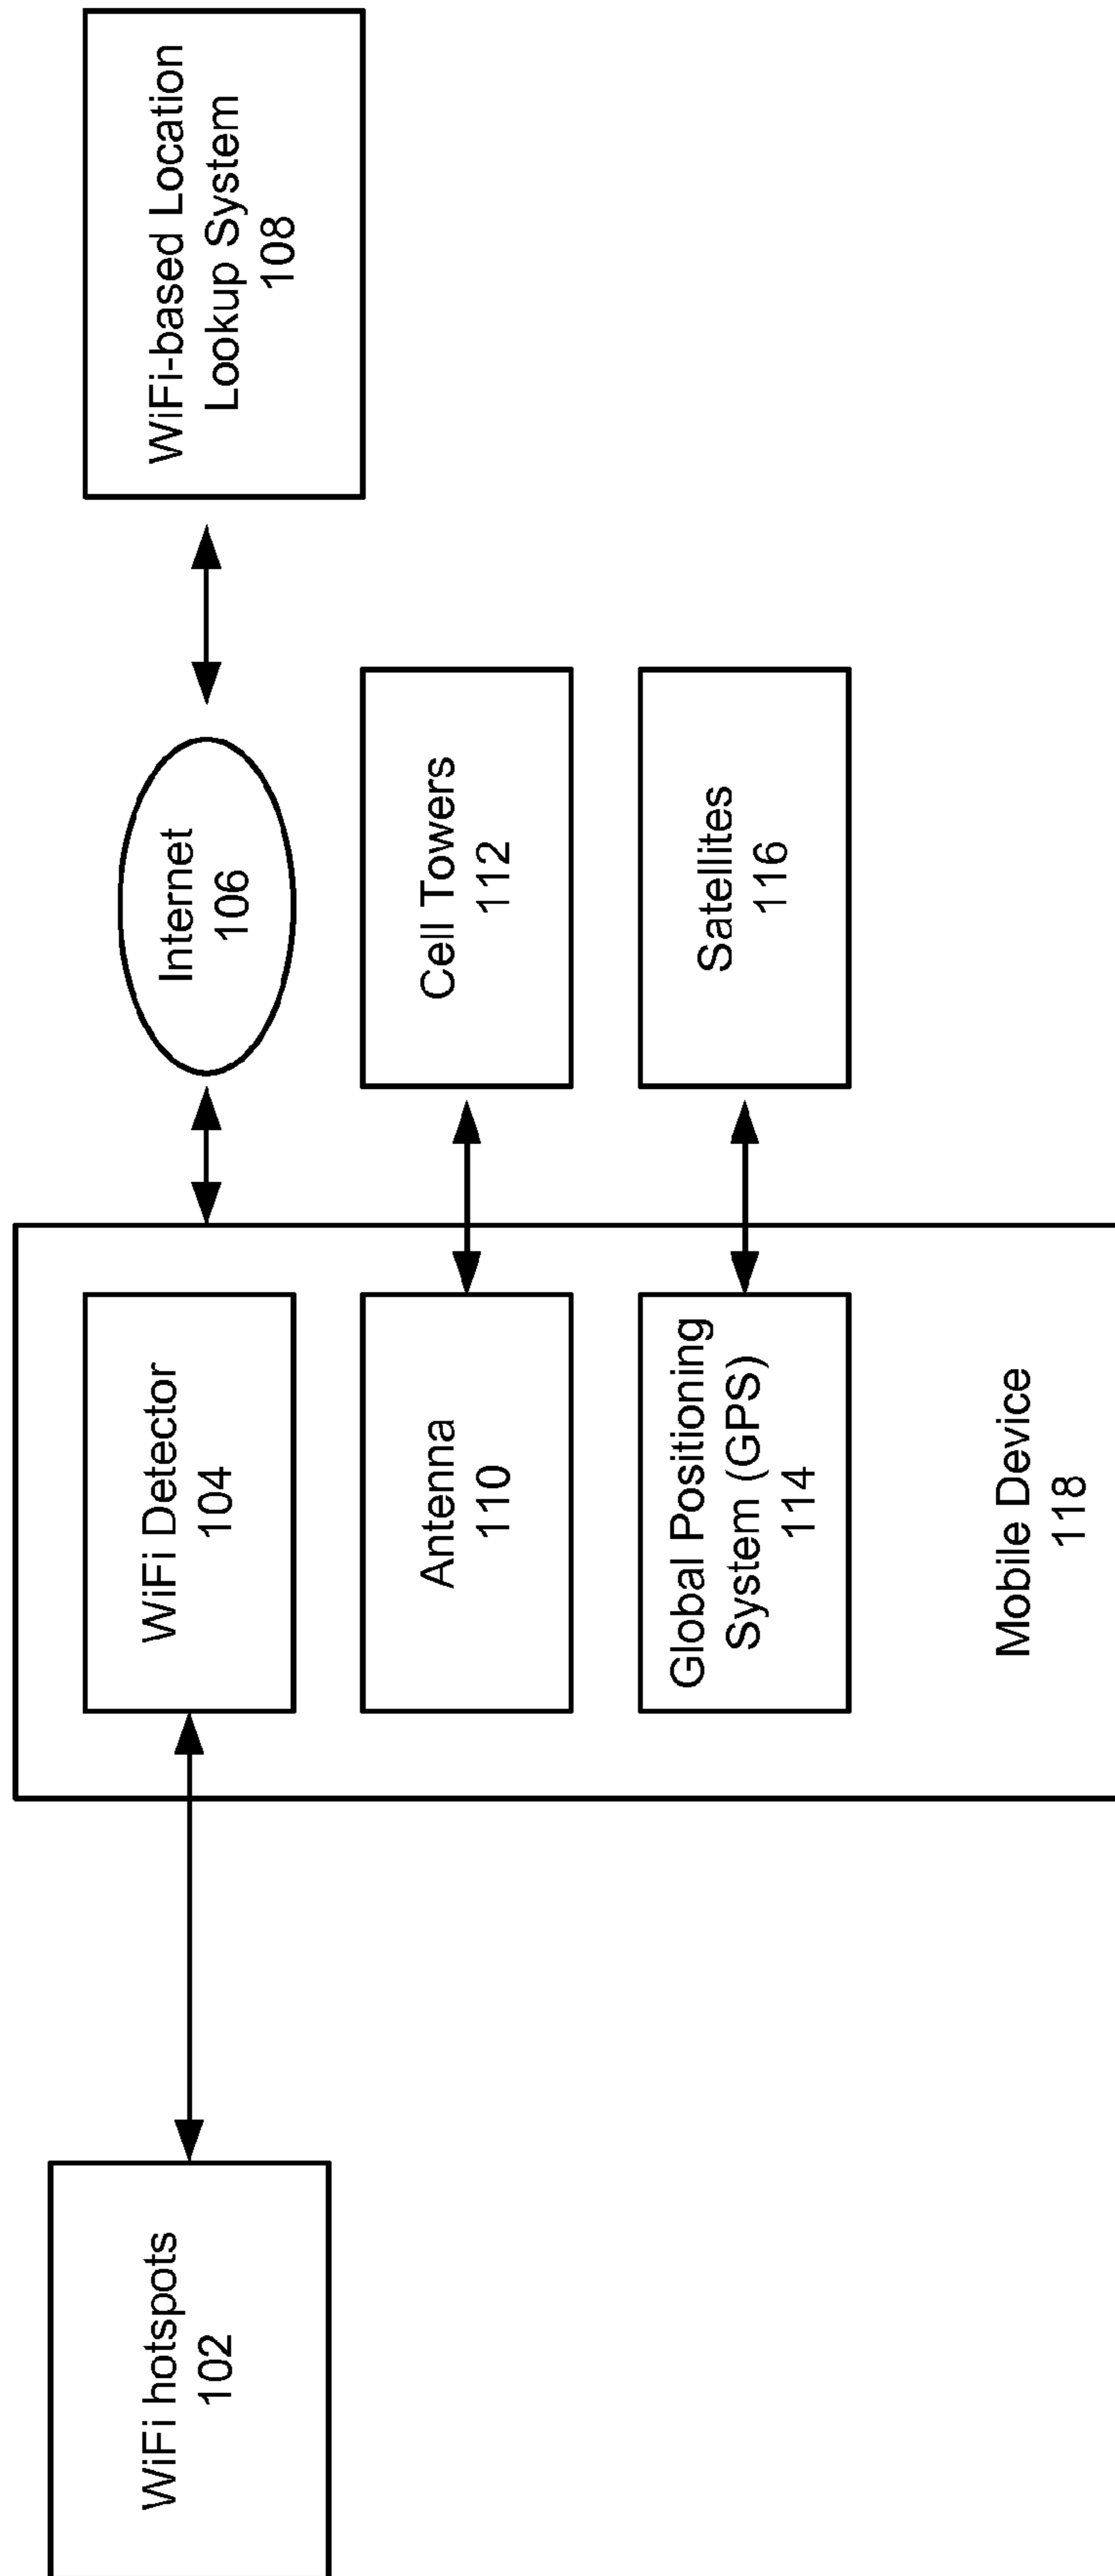 WiFi hotspots
102
WiFi Detector
104
Antenna
110
Global Positioning
System (GPS)
114
Mobile Device
118
Internet
106
Cell Towers
112
Satellites
116
WiFi-based Location
Lookup System
108